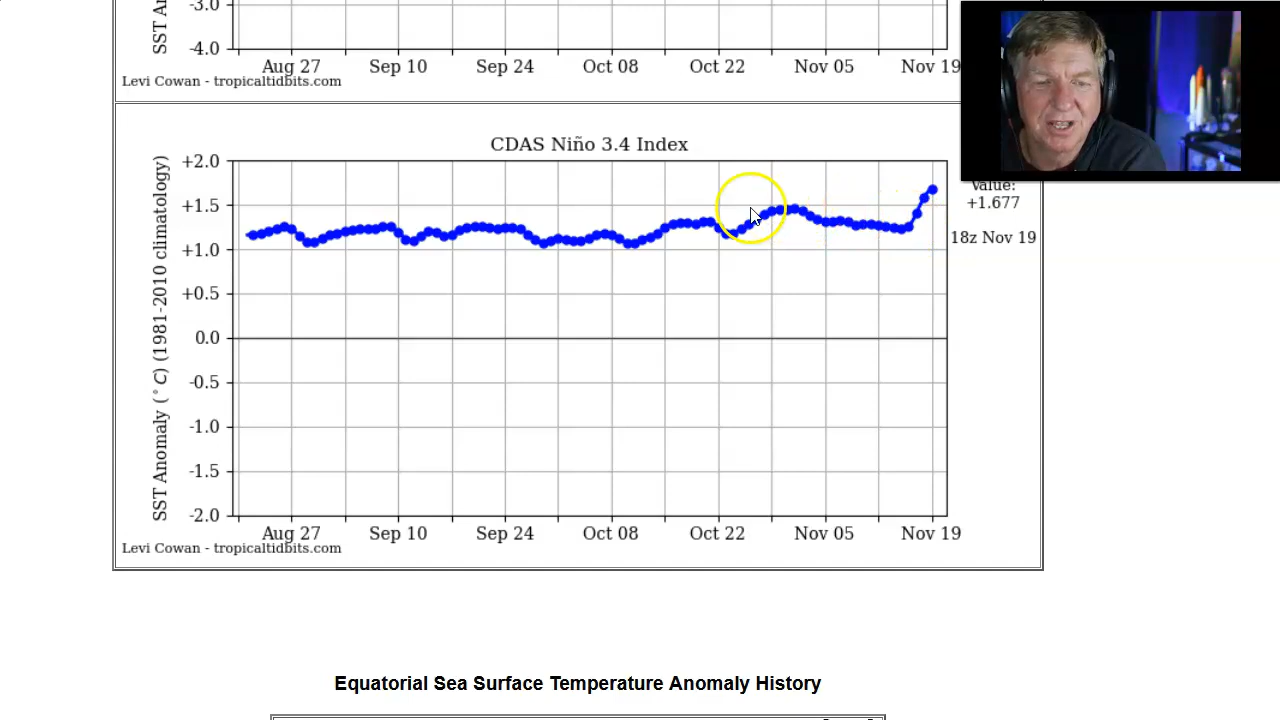 SST An
-3.0
-4.0
Aug 27 Sep 10 Sep 24 Oct 08 Oct 22 Nov 05 Nov 19
Levi Cowan - tropicaltidbits.com
CDAS Niño 3.4 Index
SST Anomaly (°C) (1981-2010 climatology)
+2.0
+1.5
+1.0
+0.5
0.0
-0.5
-1.0
-1.5
-2.0
Value:
+1.677
18z Nov 19
Aug 27 Sep 10 Sep 24 Oct 08 Oct 22 Nov 05 Nov 19
Levi Cowan - tropicaltidbits.com
Equatorial Sea Surface Temperature Anomaly History